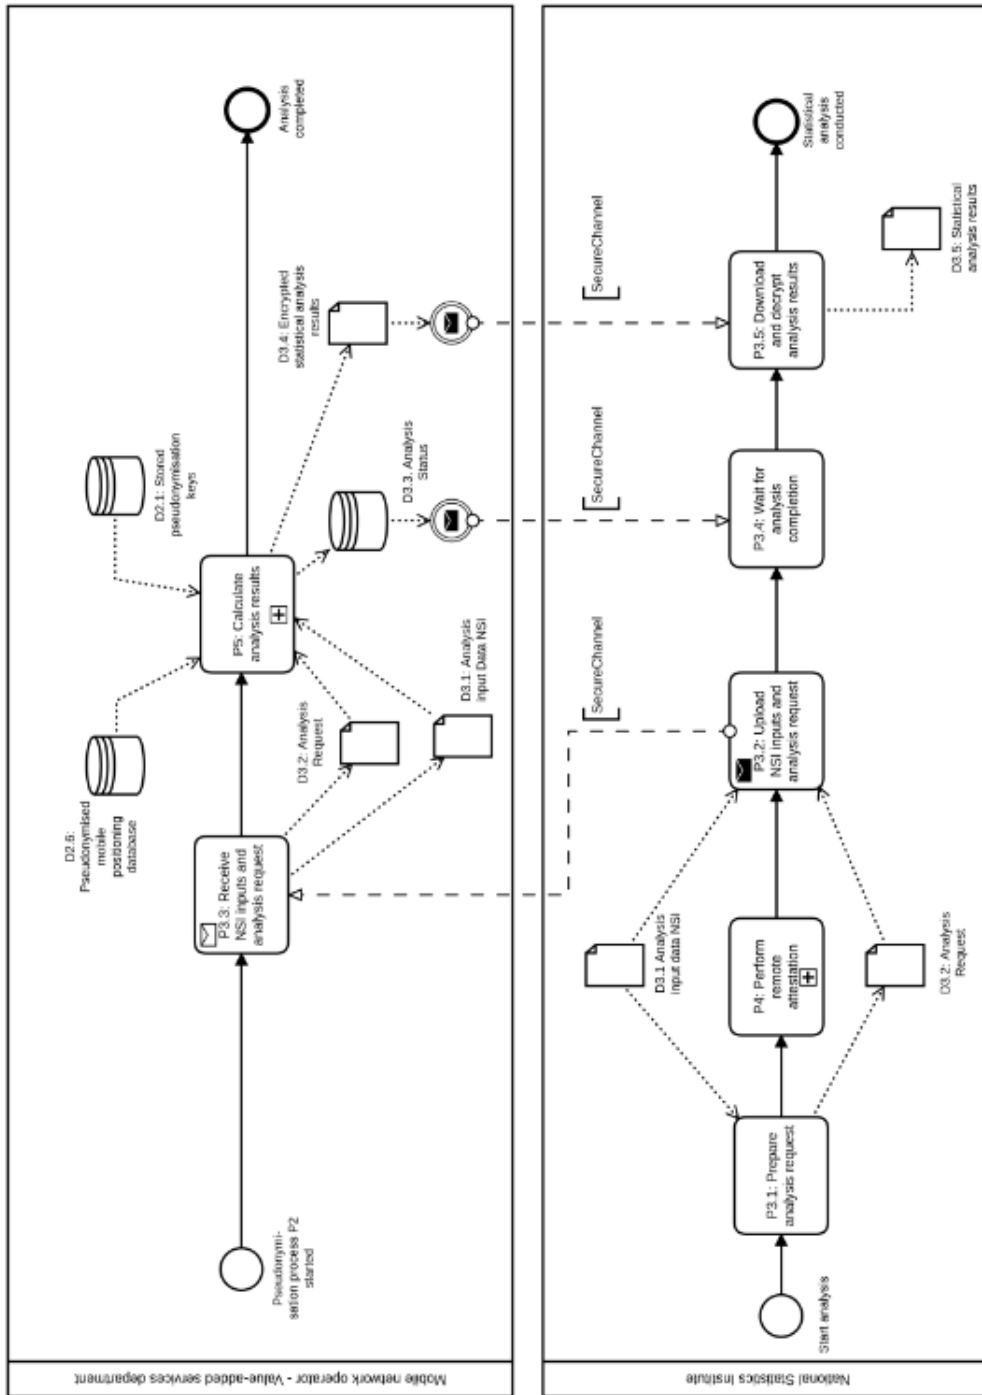 Mobile network operator - Value-added services department
Pseudonymi-
sation process P2
started
P3.3: Receive
NSI inputs and
analysis request
D2.6:
Pseudonymised
mobile
positioning
database
D3.2: Analysis
Request
D3.1: Analysis
input Data NSI
P5: Calculate
analysis results
D2.1: Stored
pseudonymisation
keys
D3.3. Analysis
Status
D3.4: Encrypted
statistical analysis
results
Analysis
completed
National Statistics Institute
Start analysis
P3.1: Prepare
analysis request
D3.1 Analysis
input data NSI
P4: Perform
remote
attestation
D3.2: Analysis
Request
P3.2: Upload
NSI inputs and
analysis request
SecureChannel
P3.4: Wait for
analysis
completion
SecureChannel
P3.5: Download
and decrypt
analysis results
SecureChannel
D3.5: Statistical
analysis results
Statistical
analysis
conducted